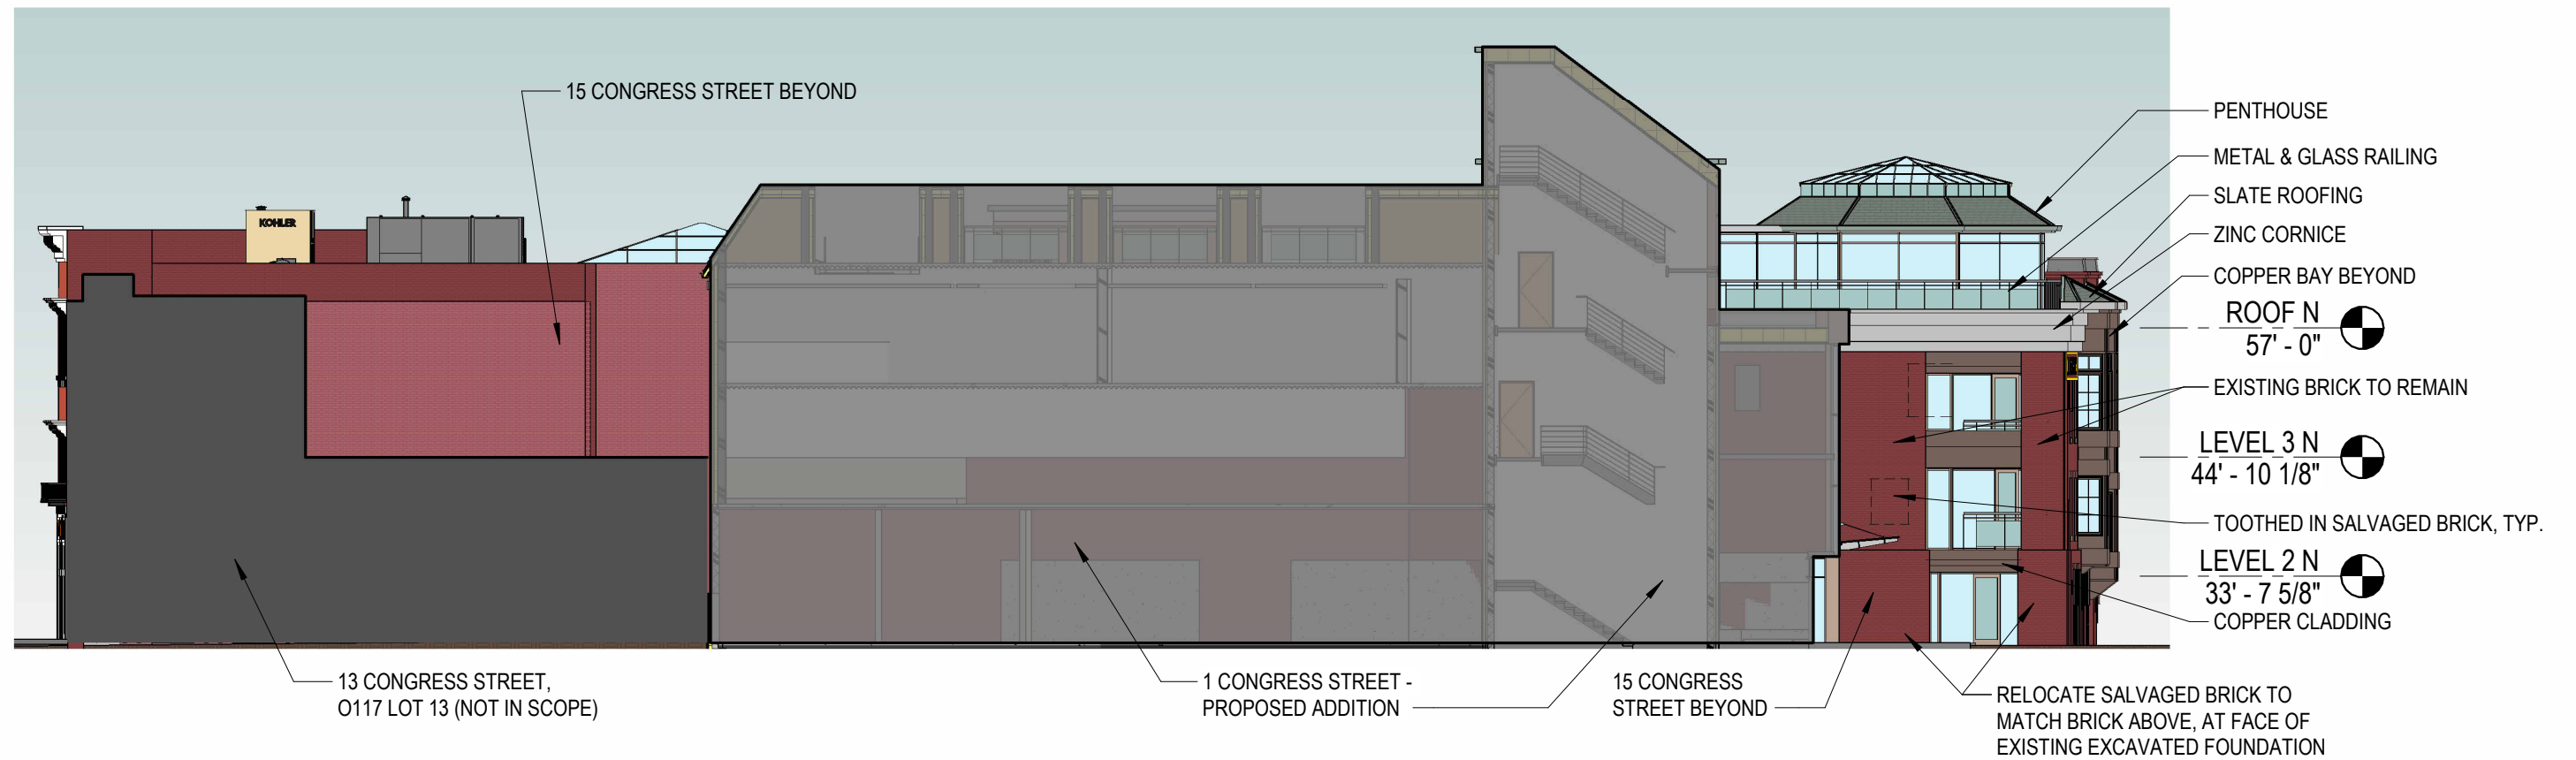 15 CONGRESS STREET BEYOND
KOHLER
PENTHOUSE
METAL & GLASS RAILING
SLATE ROOFING
ZINC CORNICE
COPPER BAY BEYOND
ROOF N
57' - 0"
EXISTING BRICK TO REMAIN
LEVEL 3 N
44' - 10 1/8"
TOOTHED IN SALVAGED BRICK, TYP.
LEVEL 2 N
33' - 7 5/8"
COPPER CLADDING
13 CONGRESS STREET,
O117 LOT 13 (NOT IN SCOPE)
1 CONGRESS STREET -
PROPOSED ADDITION
15 CONGRESS
STREET BEYOND
RELOCATE SALVAGED BRICK TO
MATCH BRICK ABOVE, AT FACE OF
EXISTING EXCAVATED FOUNDATION